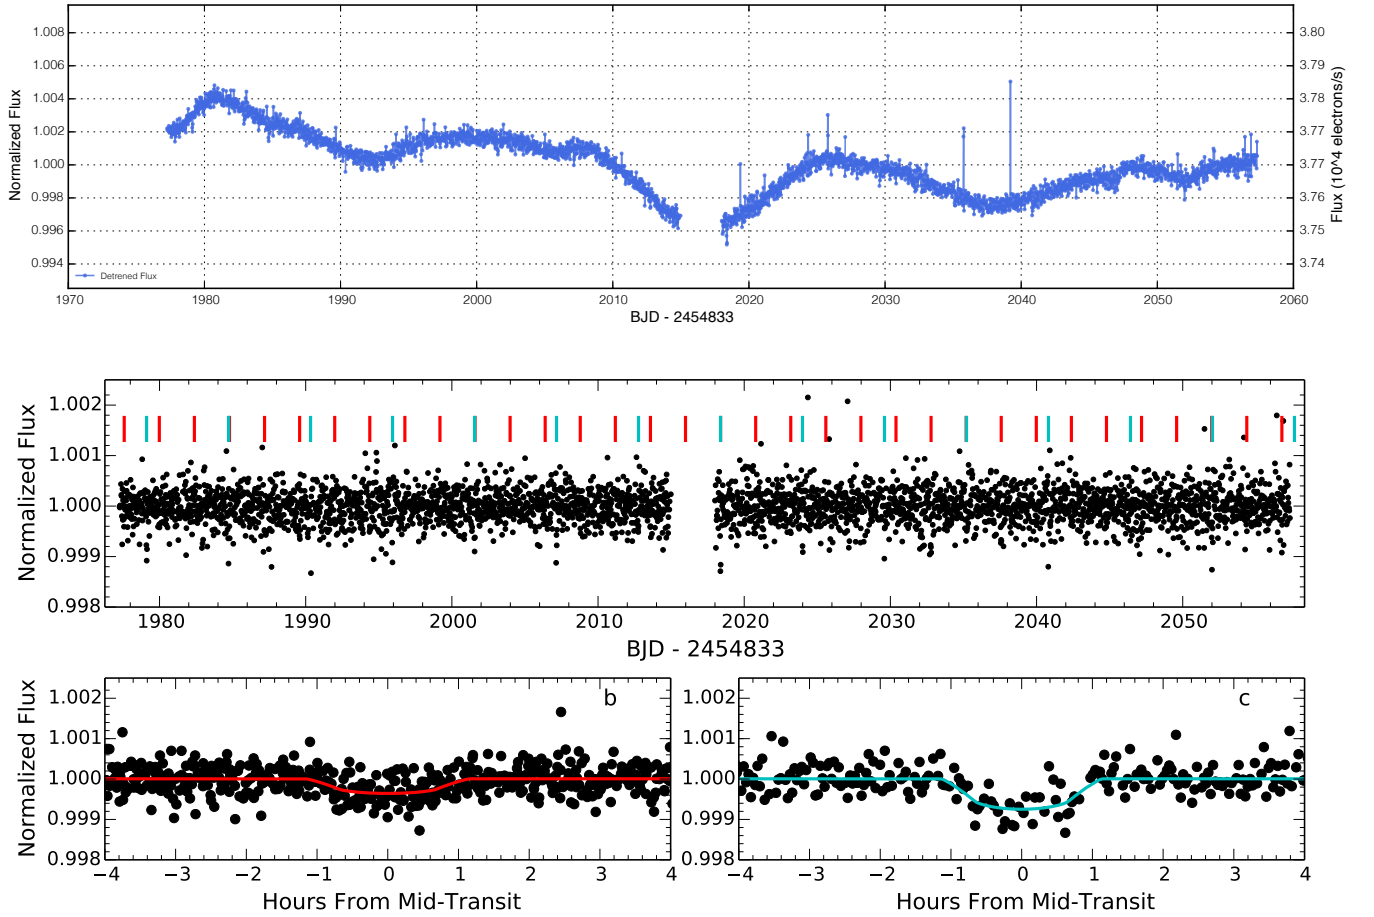 1.008
1.006
1.004
1.002
1.000
0.998
0.996
0.994
Normalized Flux
3.80
3.79
3.78
3.77
3.77
3.76
3.75
3.74
Flux (10^4 electrons/s)
Detrened Flux
1970 1980 1990 2000 2010 2020 2030 2040 2050 2060
BJD - 2454833
1.002
1.001
1.000
0.999
0.998
Normalized Flux
1980 1990 2000 2010 2020 2030 2040 2050
BJD - 2454833
1.002
1.001
1.000
0.999
0.998
Normalized Flux
b
−4 −3 −2 −1 0 1 2 3 4
Hours From Mid-Transit
1.002
1.001
1.000
0.999
0.998
c
−4 −3 −2 −1 0 1 2 3 4
Hours From Mid-Transit